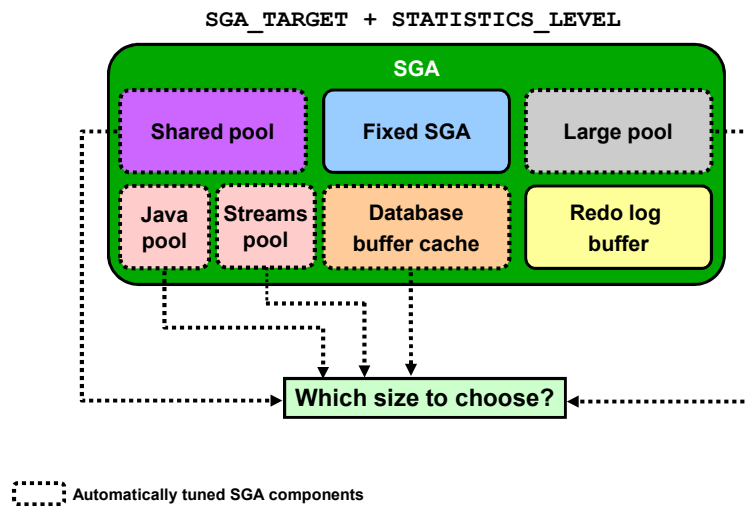 SGA_TARGET + STATISTICS_LEVEL
SGA
Shared pool
Fixed SGA
Large pool
Java
pool
Streams
pool
Database
buffer cache
Redo log
buffer
Which size to choose?
Automatically tuned SGA components